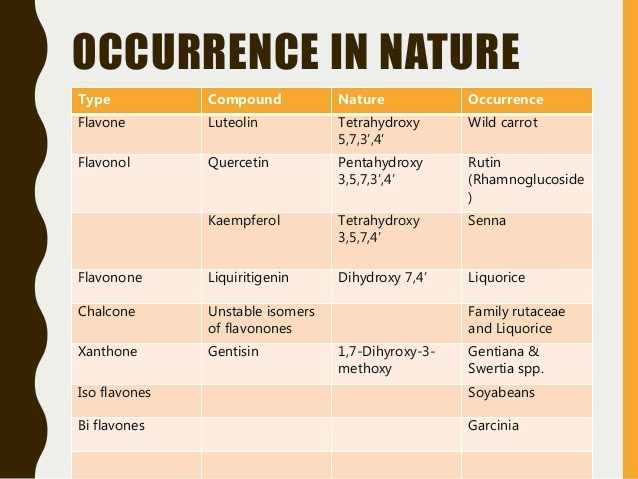 OCCURRENCE IN NATURE
Type Compound Nature Occurrence
Flavone Luteolin Tetrahydroxy Wild carrot
5,7,3’,4’
Flavonol Quercetin Pentahydroxy Rutin
3,5,7,3’,4’ (Rhamnoglucoside
)
Kaempferol Tetrahydroxy Senna
3,5,7,4’
Flavonone Liquiritigenin Dihydroxy 7,4’ Liquorice
Chalcone Unstable isomers Family rutaceae
of flavonones and Liquorice
Xanthone Gentisin 1,7-Dihyroxy-3- Gentiana &
methoxy Swertia spp.
Iso flavones Soyabeans
Bi flavones Garcinia